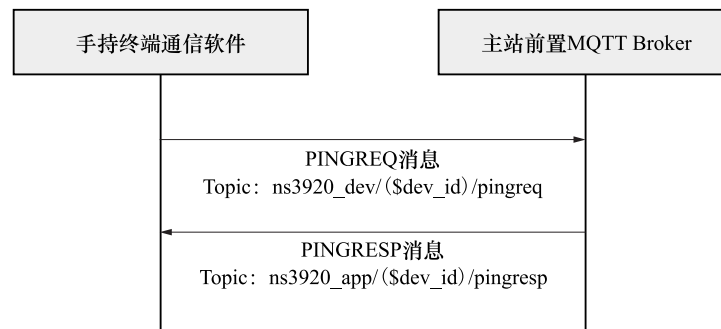 手持终端通信软件
主站前置MQTT Broker
PINGREQ消息
Topic：ns3920_dev/($dev_id)/pingreq
PINGRESP消息
Topic：ns3920_app/($dev_id)/pingresp